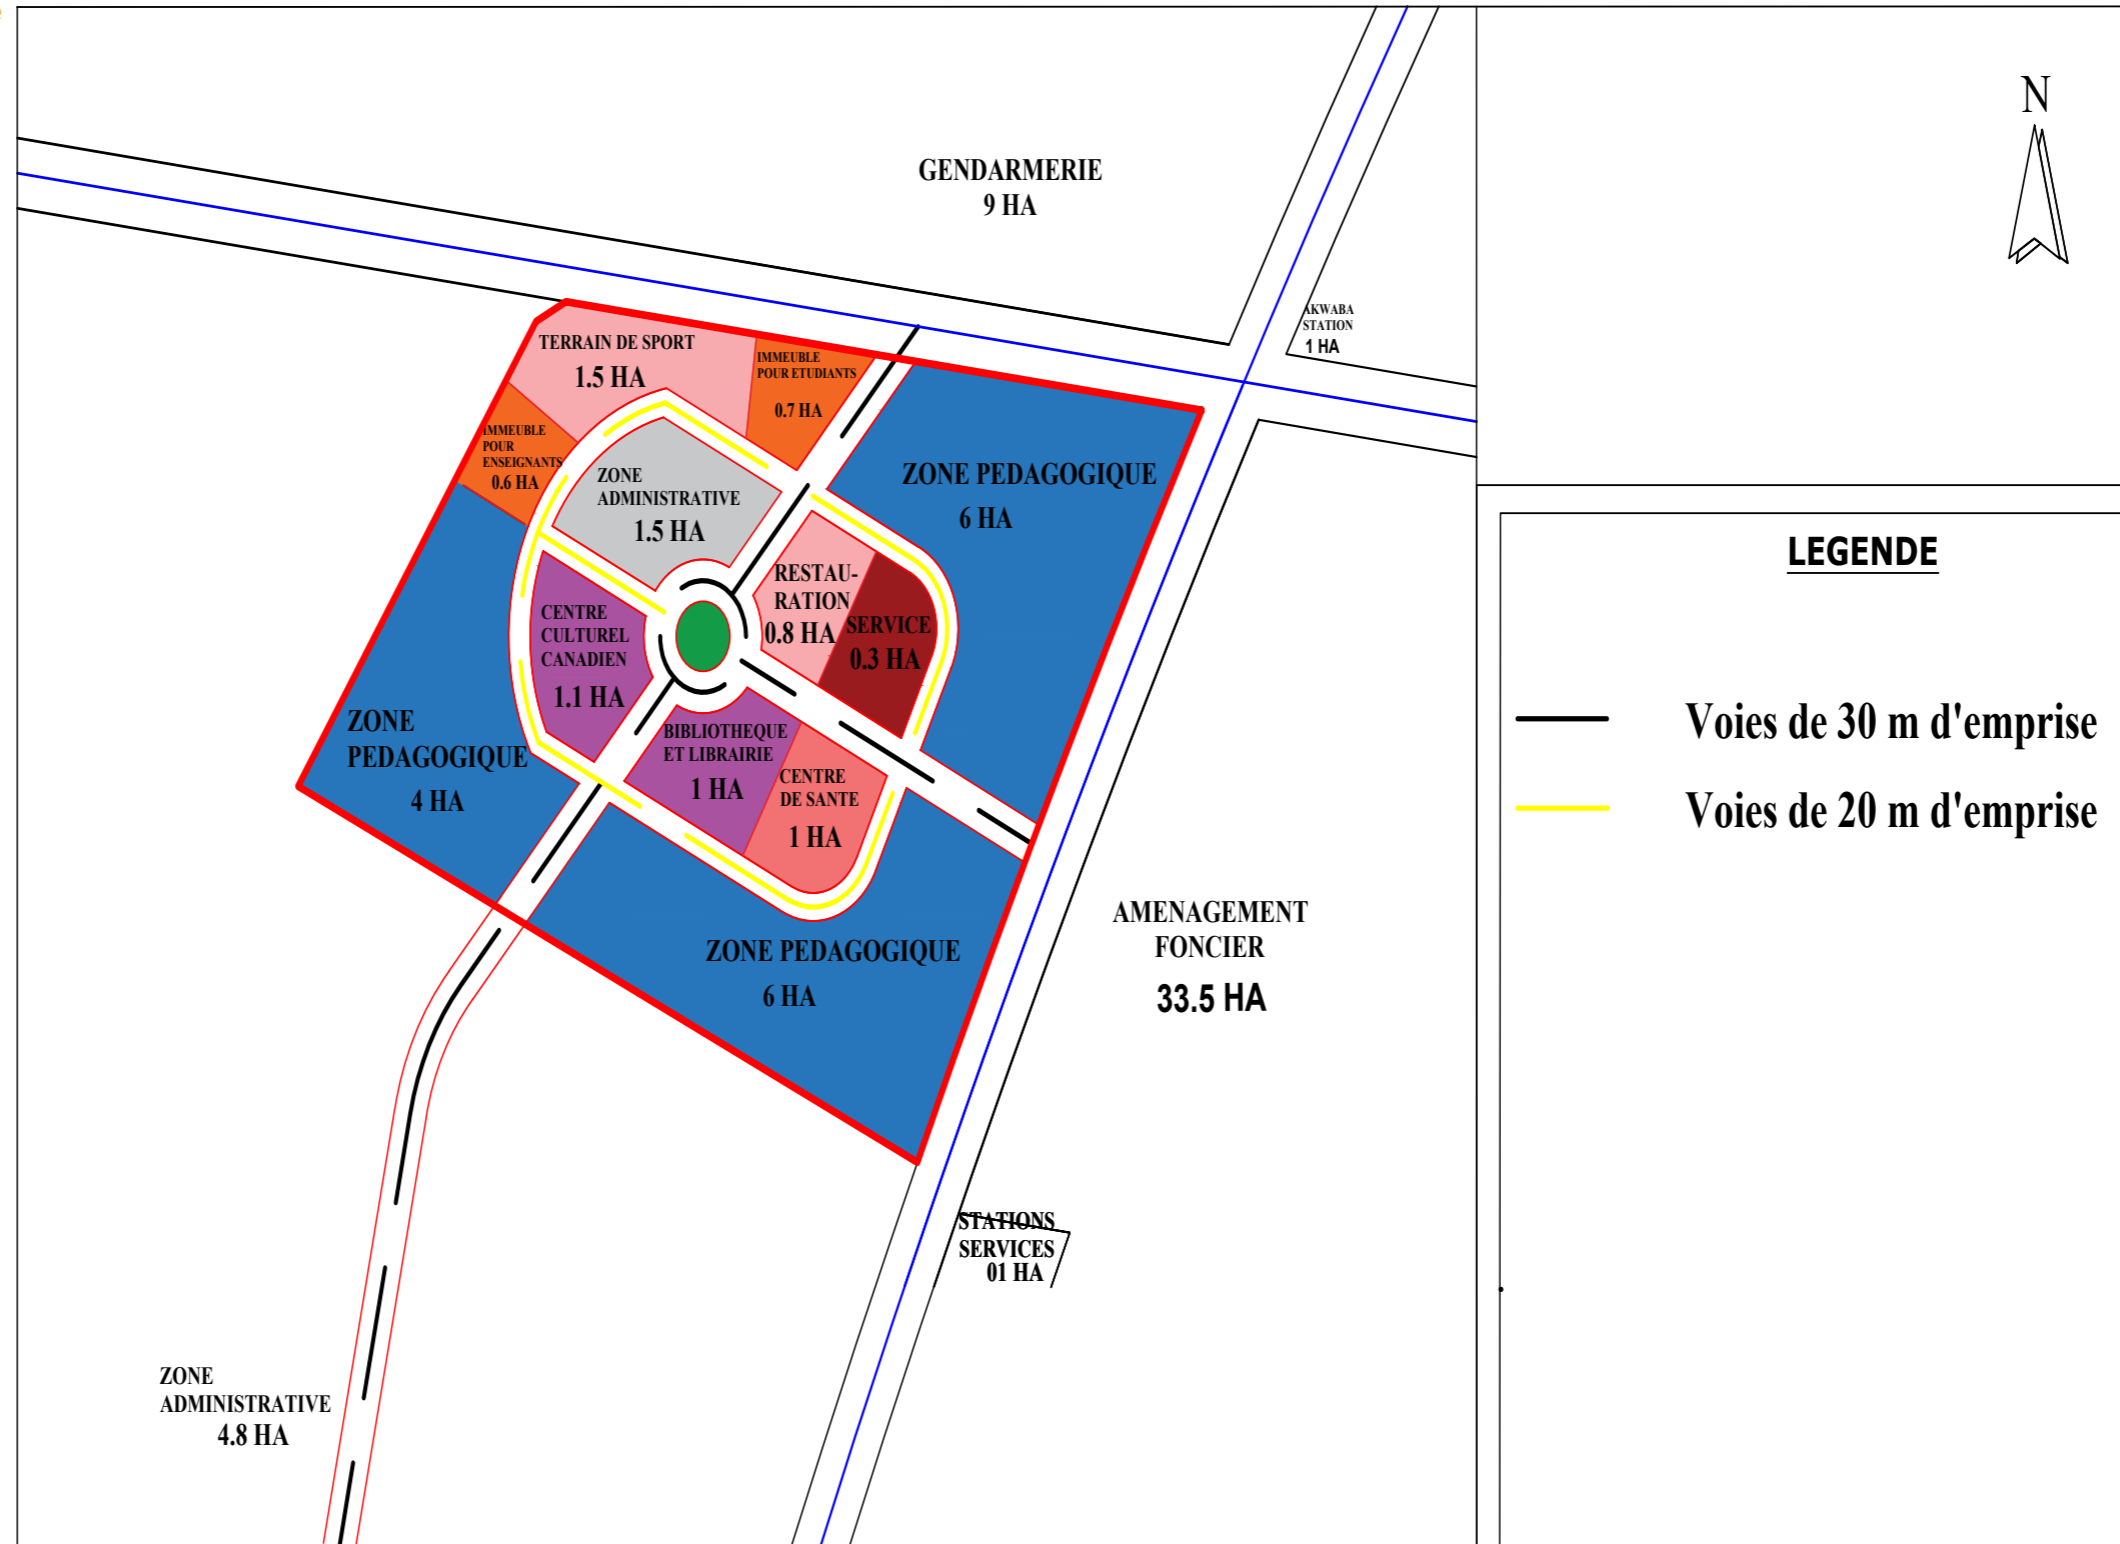 N
GENDARMERIE
9 HA
AKWABA
STATION
1 HA
TERRAIN DE SPORT
1.5 HA
IMMEUBLE
POUR ETUDIANTS
0.7 HA
IMMEUBLE
POUR
ENSEIGNANTS
0.6 HA
ZONE
ADMINISTRATIVE
1.5 HA
ZONE PEDAGOGIQUE
6 HA
RESTAU-
RATION
0.8 HA
SERVICE
0.3 HA
CENTRE
CULTUREL
CANADIEN
1.1 HA
ZONE
PEDAGOGIQUE
4 HA
BIBLIOTHEQUE
ET LIBRAIRIE
1 HA
CENTRE
DE SANTE
1 HA
ZONE PEDAGOGIQUE
6 HA
AMENAGEMENT
FONCIER
33.5 HA
STATIONS
SERVICES
01 HA
ZONE
ADMINISTRATIVE
4.8 HA
LEGENDE
Voies de 30 m d'emprise
Voies de 20 m d'emprise